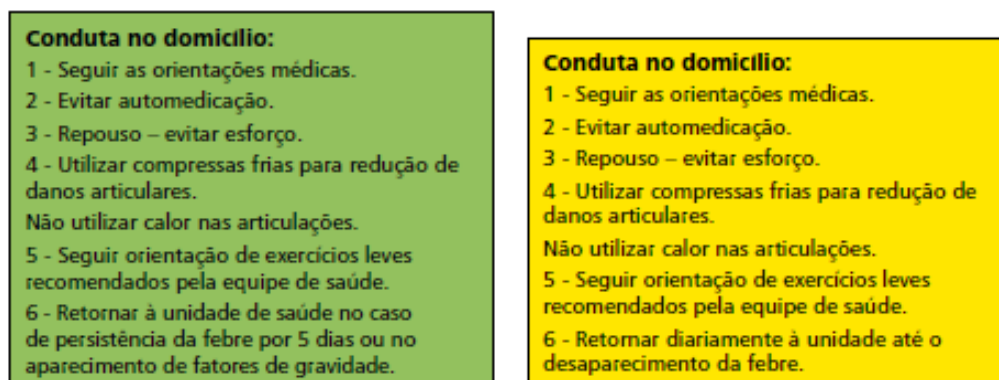 Conduta no domicílio:
1 - Seguir as orientações médicas.
2 - Evitar automedicação.
3 - Repouso – evitar esforço.
4 - Utilizar compressas frias para redução de
danos articulares.
Não utilizar calor nas articulações.
5 - Seguir orientação de exercícios leves
recomendados pela equipe de saúde.
6 - Retornar à unidade de saúde no caso
de persistência da febre por 5 dias ou no
aparecimento de fatores de gravidade.
Conduta no domicílio:
1 - Seguir as orientações médicas.
2 - Evitar automedicação.
3 - Repouso – evitar esforço.
4 - Utilizar compressas frias para redução de
danos articulares.
Não utilizar calor nas articulações.
5 - Seguir orientação de exercícios leves
recomendados pela equipe de saúde.
6 - Retornar diariamente à unidade até o
desaparecimento da febre.